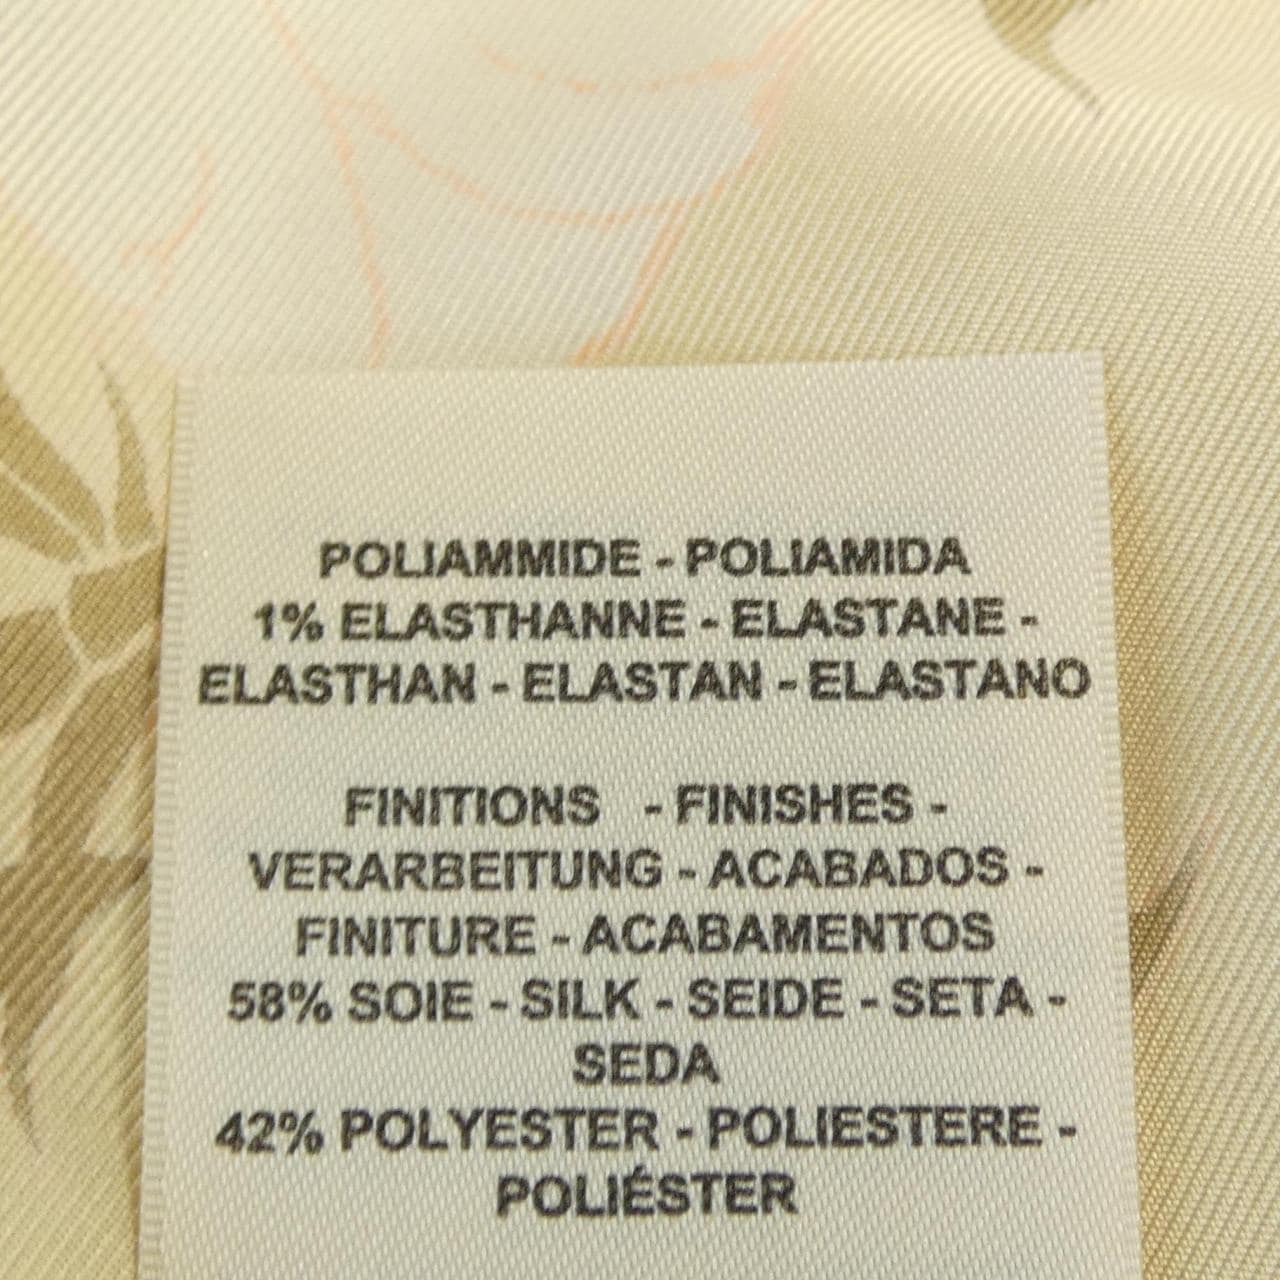 POLIAMMIDE - POLIAMIDA
1% ELASTHANNE - ELASTANE -
ELASTHAN - ELASTAN - ELASTANO
FINITIONS - FINISHES -
VERARBEITUNG - ACABADOS -
FINITURE - ACABAMENTOS
58% SOIE - SILK - SEIDE - SETA -
SEDA
42% POLYESTER - POLIESTERE -
POLIÉSTER